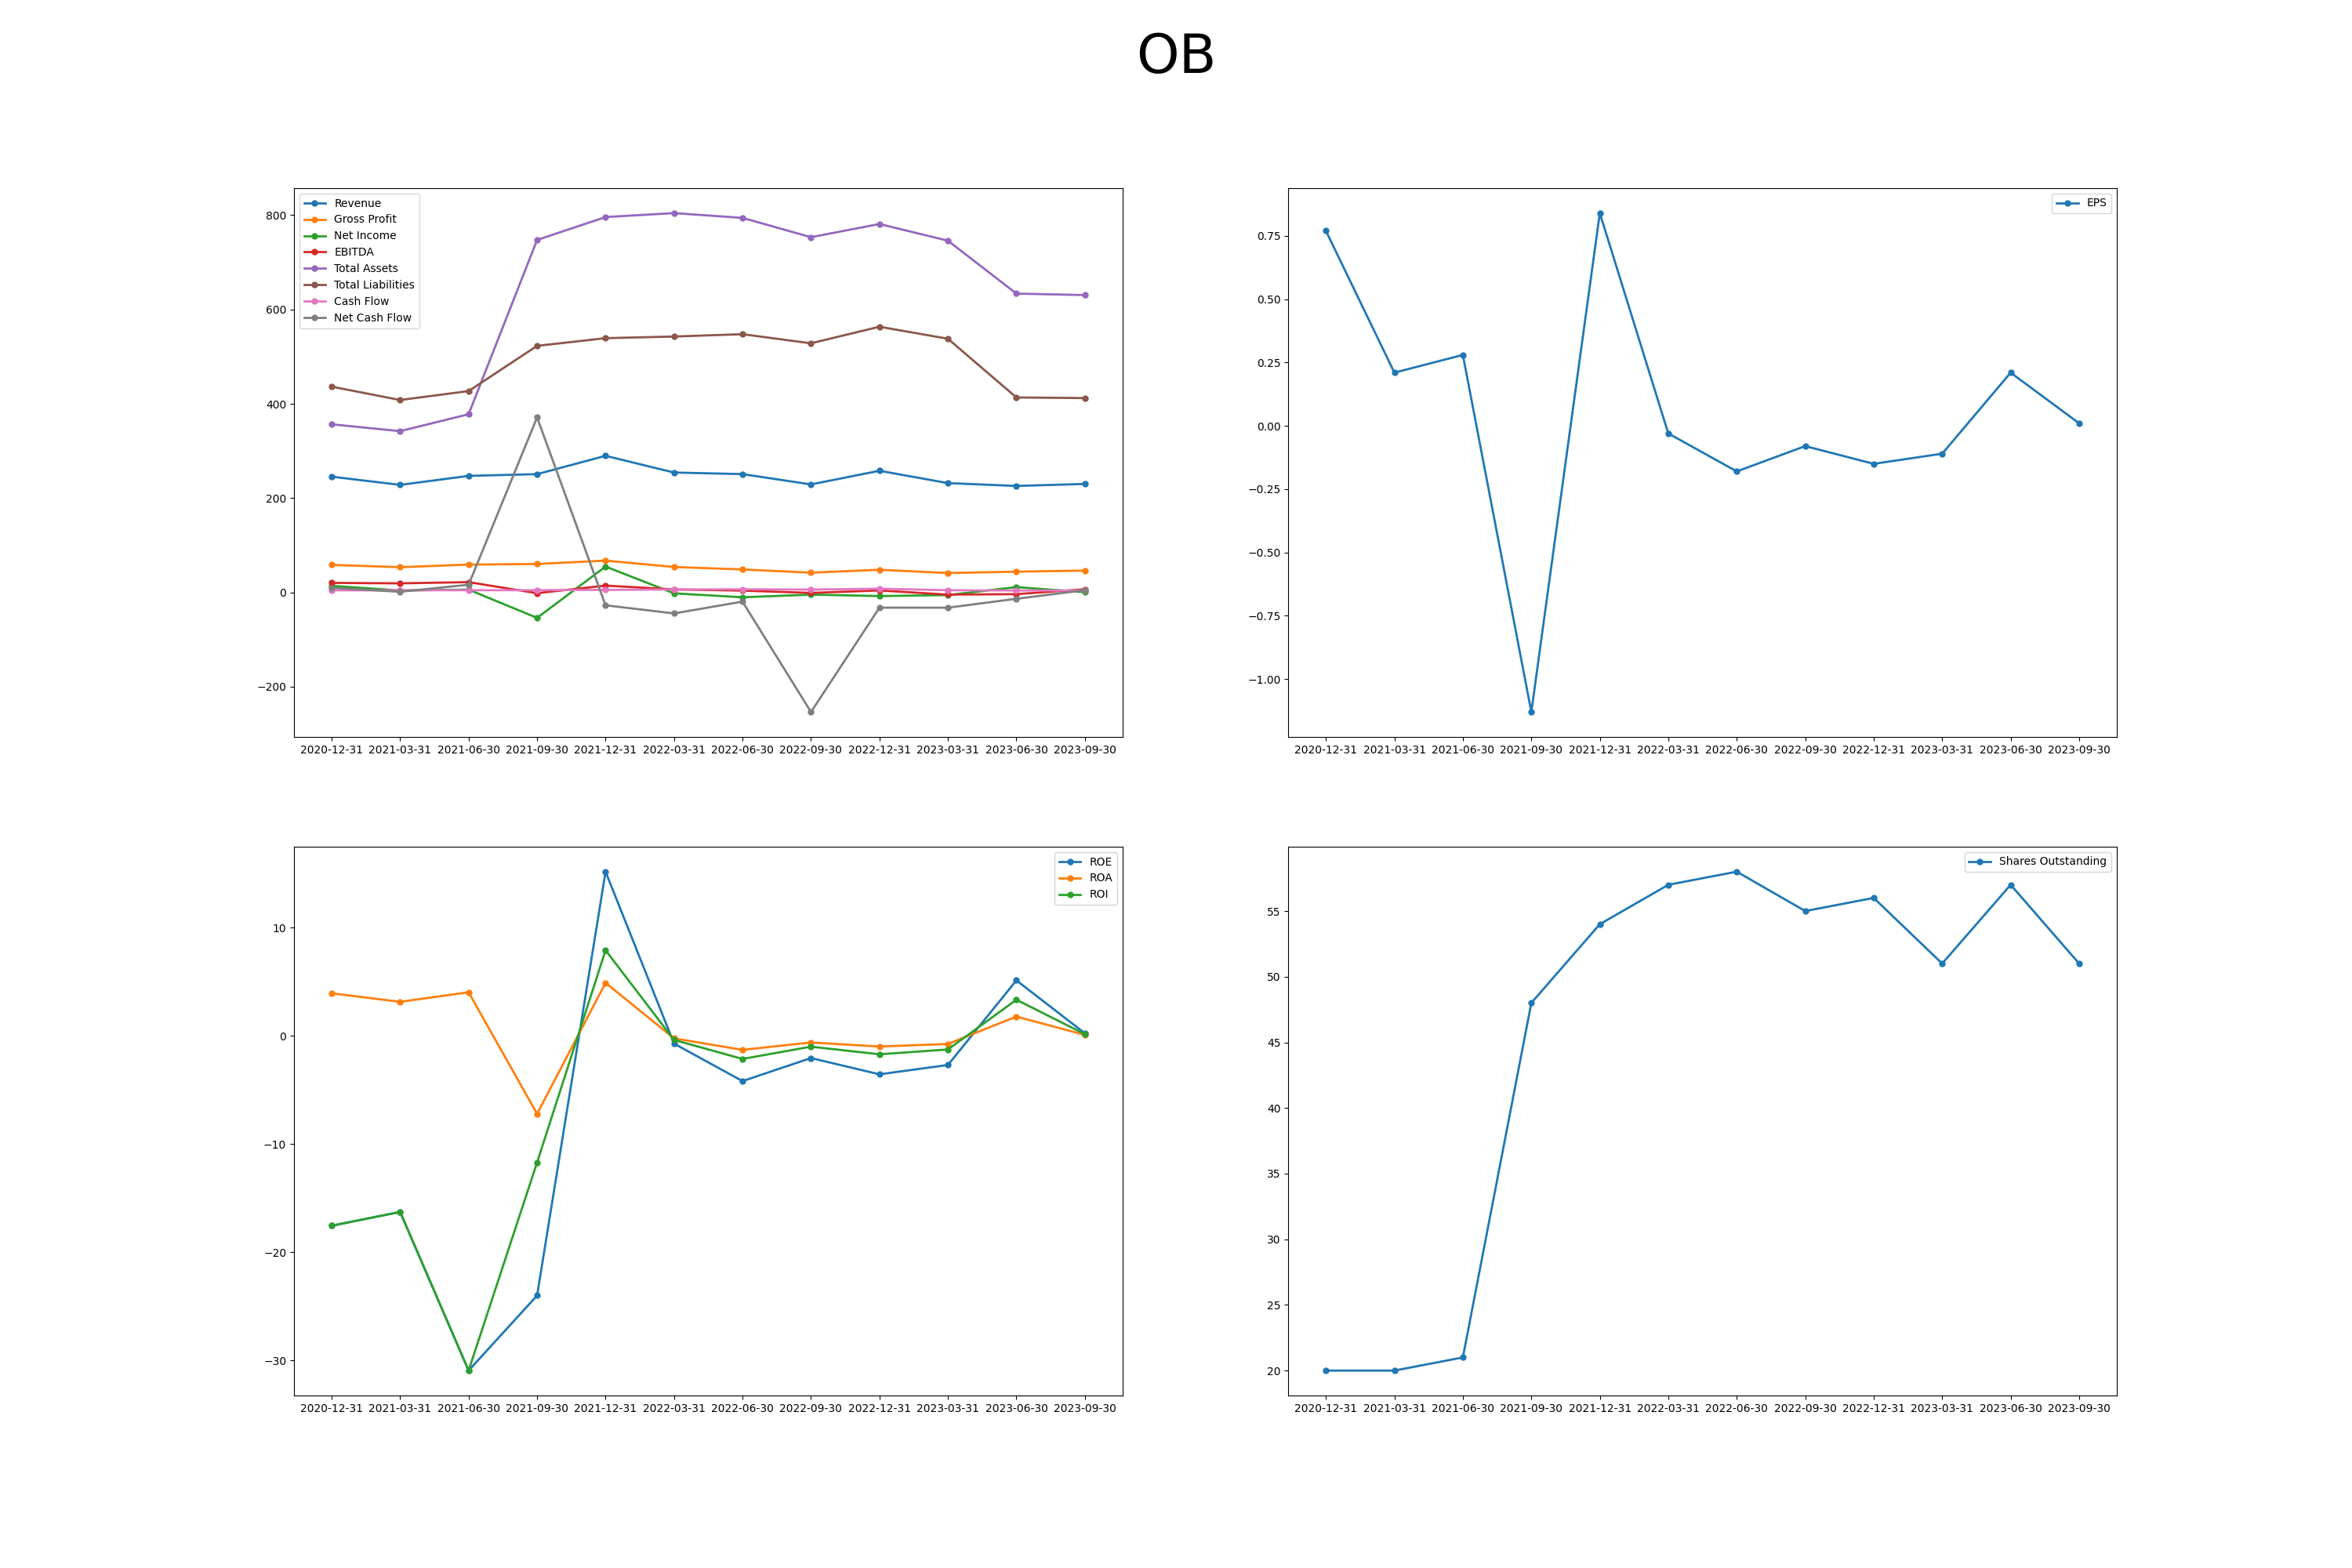 OB
Revenue
Gross Profit
Net Income
EBITDA
Total Assets
Total Liabilities
Cash Flow
Net Cash Flow
800
600
400
200
0
−200
2020-12-31 2021-03-31 2021-06-30 2021-09-30 2021-12-31 2022-03-31 2022-06-30 2022-09-30 2022-12-31 2023-03-31 2023-06-30 2023-09-30
EPS
0.75
0.50
0.25
0.00
−0.25
−0.50
−0.75
−1.00
2020-12-31 2021-03-31 2021-06-30 2021-09-30 2021-12-31 2022-03-31 2022-06-30 2022-09-30 2022-12-31 2023-03-31 2023-06-30 2023-09-30
ROE
ROA
ROI
10
0
−10
−20
−30
2020-12-31 2021-03-31 2021-06-30 2021-09-30 2021-12-31 2022-03-31 2022-06-30 2022-09-30 2022-12-31 2023-03-31 2023-06-30 2023-09-30
Shares Outstanding
55
50
45
40
35
30
25
20
2020-12-31 2021-03-31 2021-06-30 2021-09-30 2021-12-31 2022-03-31 2022-06-30 2022-09-30 2022-12-31 2023-03-31 2023-06-30 2023-09-30